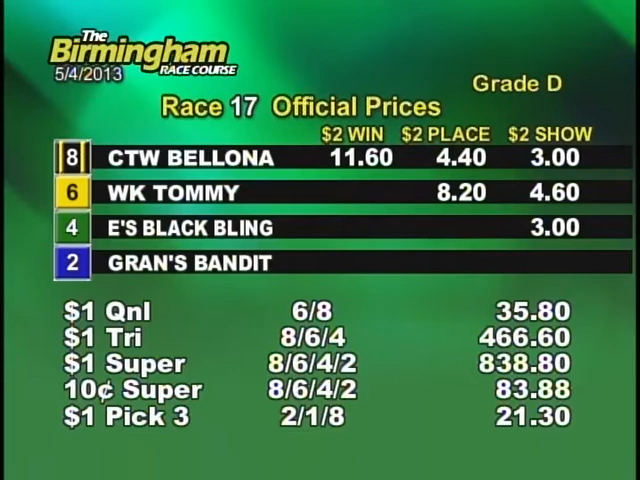 The
Birmingham
RACE COURSE
5/4/2013
Grade D
Race 17 Official Prices
$2 WIN $2 PLACE $2 SHOW
8 CTW BELLONA 11.60 4.40 3.00
6 WK TOMMY 8.20 4.60
4 E'S BLACK BLING 3.00
2 GRAN'S BANDIT
$1 Qnl 6/8 35.80
$1 Tri 8/6/4 466.60
$1 Super 8/6/4/2 838.80
10¢ Super 8/6/4/2 83.88
$1 Pick 3 2/1/8 21.30